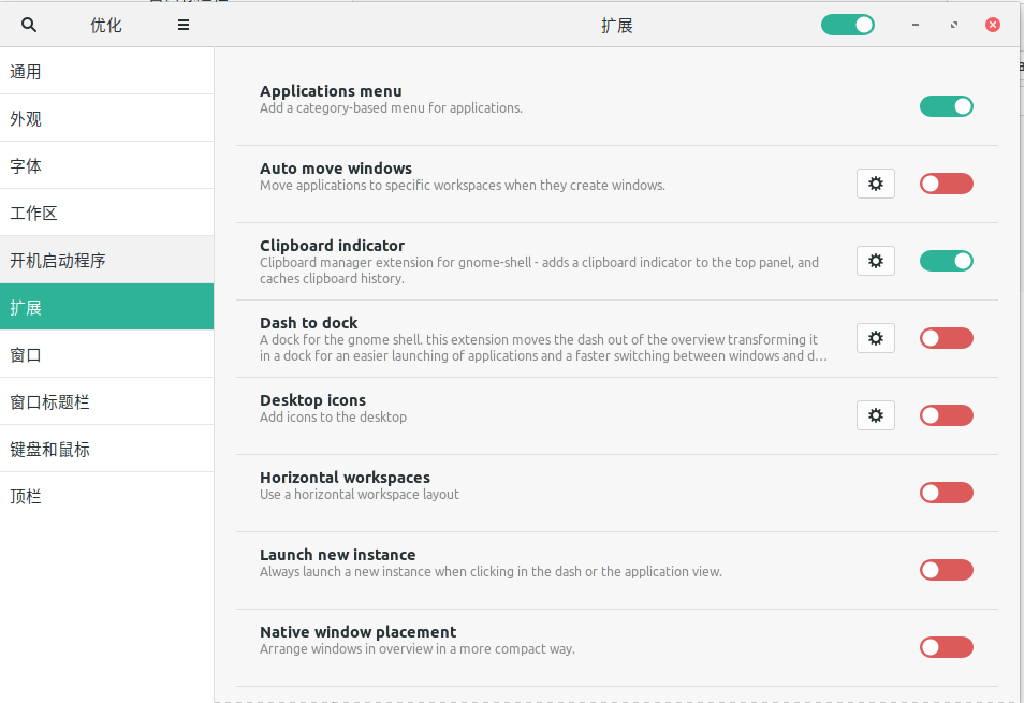 优化
扩展
通用
外观
字体
工作区
开机启动程序
扩展
窗口
窗口标题栏
键盘和鼠标
顶栏
Applications menu
Add a category-based menu for applications.
Auto move windows
Move applications to specific workspaces when they create windows.
Clipboard indicator
Clipboard manager extension for gnome-shell - adds a clipboard indicator to the top panel, and
caches clipboard history.
Dash to dock
A dock for the gnome shell. this extension moves the dash out of the overview transforming it
in a dock for an easier launching of applications and a faster switching between windows and d...
Desktop icons
Add icons to the desktop
Horizontal workspaces
Use a horizontal workspace layout
Launch new instance
Always launch a new instance when clicking in the dash or the application view.
Native window placement
Arrange windows in overview in a more compact way.